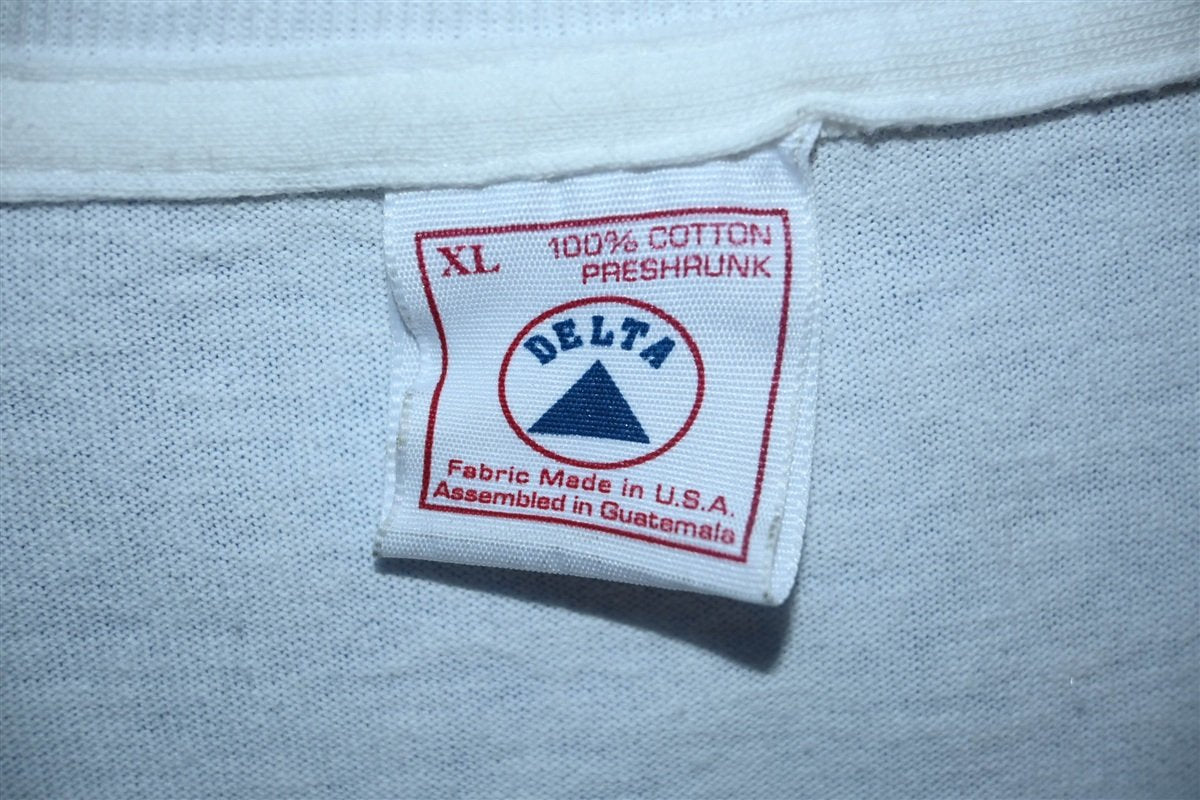 XL 100% COTTON
PRESHRUNK
DELTA
Fabric Made in U.S.A.
Assembled in Guatemala